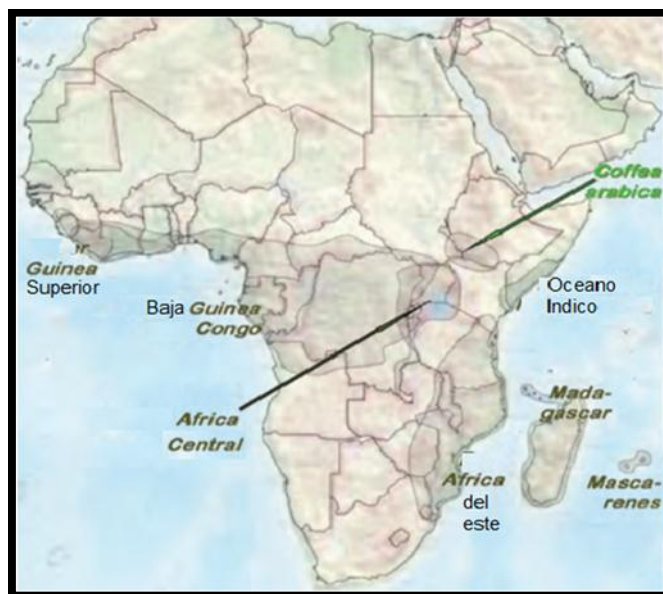 Coffea
arabica
Guinea
Superior
Baja Guinea
Congo
Oceano
Indico
Africa
Central
Mada-
gascar
Africa
del
este
Masca-
renes